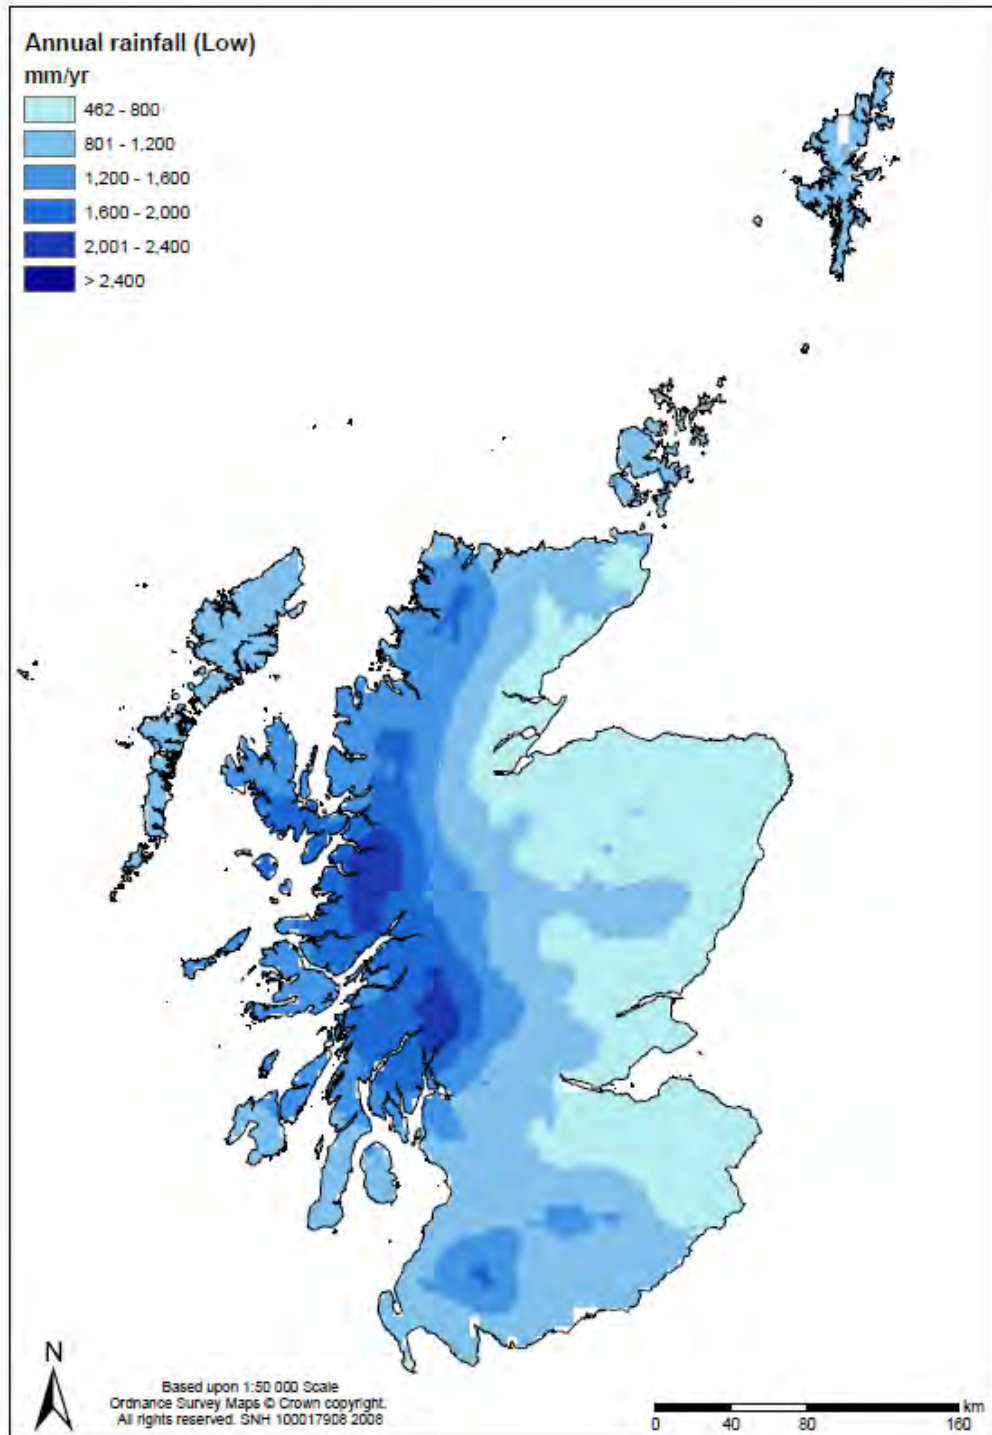 Annual rainfall (Low)
mm/yr
462 - 800
801 - 1,200
1,200 - 1,600
1,600 - 2,000
2,001 - 2,400
> 2,400
N
Based upon 1:50 000 Scale
Ordnance Survey Maps © Crown copyright.
All rights reserved. SNH 100017908 2008
km
0 40 80 160